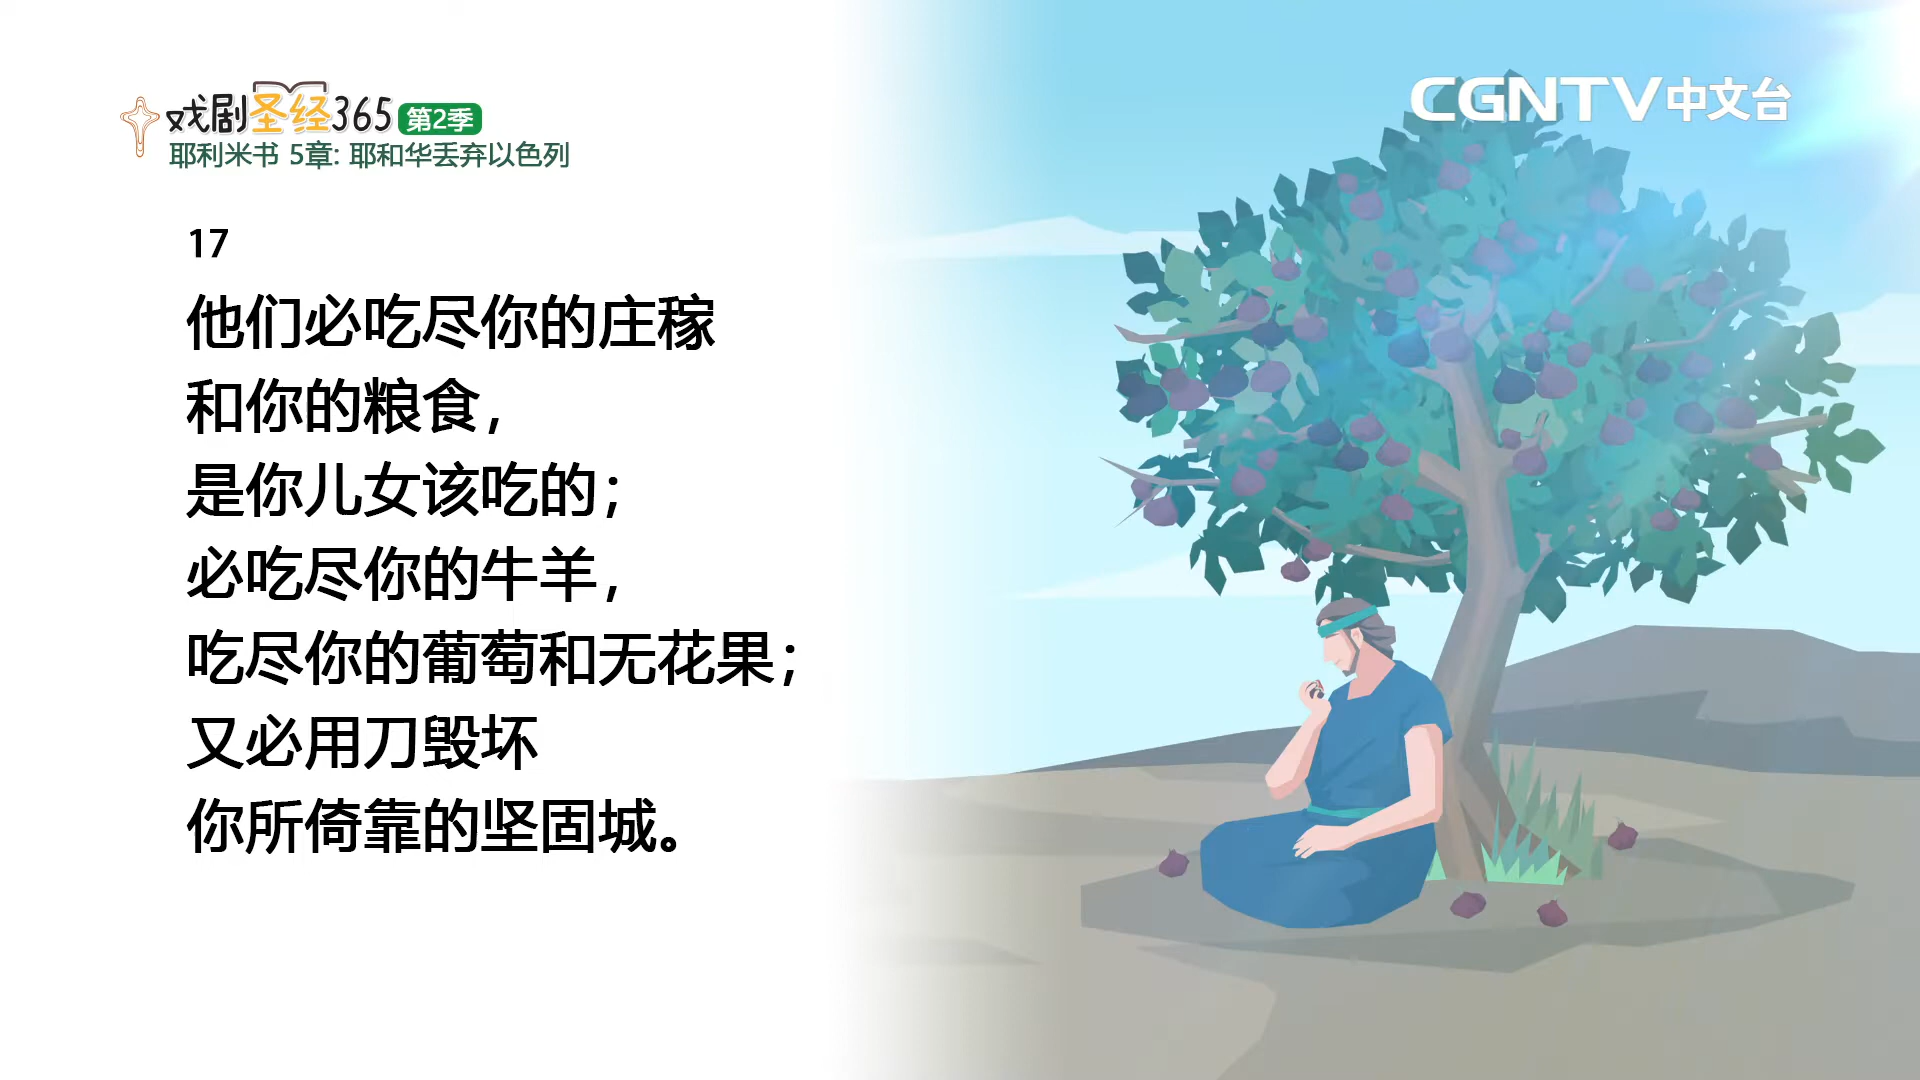 戏剧圣经365 第2季
耶利米书 5章: 耶和华丢弃以色列
CGNTV中文台
17
他们必吃尽你的庄稼
和你的粮食，
是你儿女该吃的；
必吃尽你的牛羊，
吃尽你的葡萄和无花果；
又必用刀毁坏
你所倚靠的坚固城。